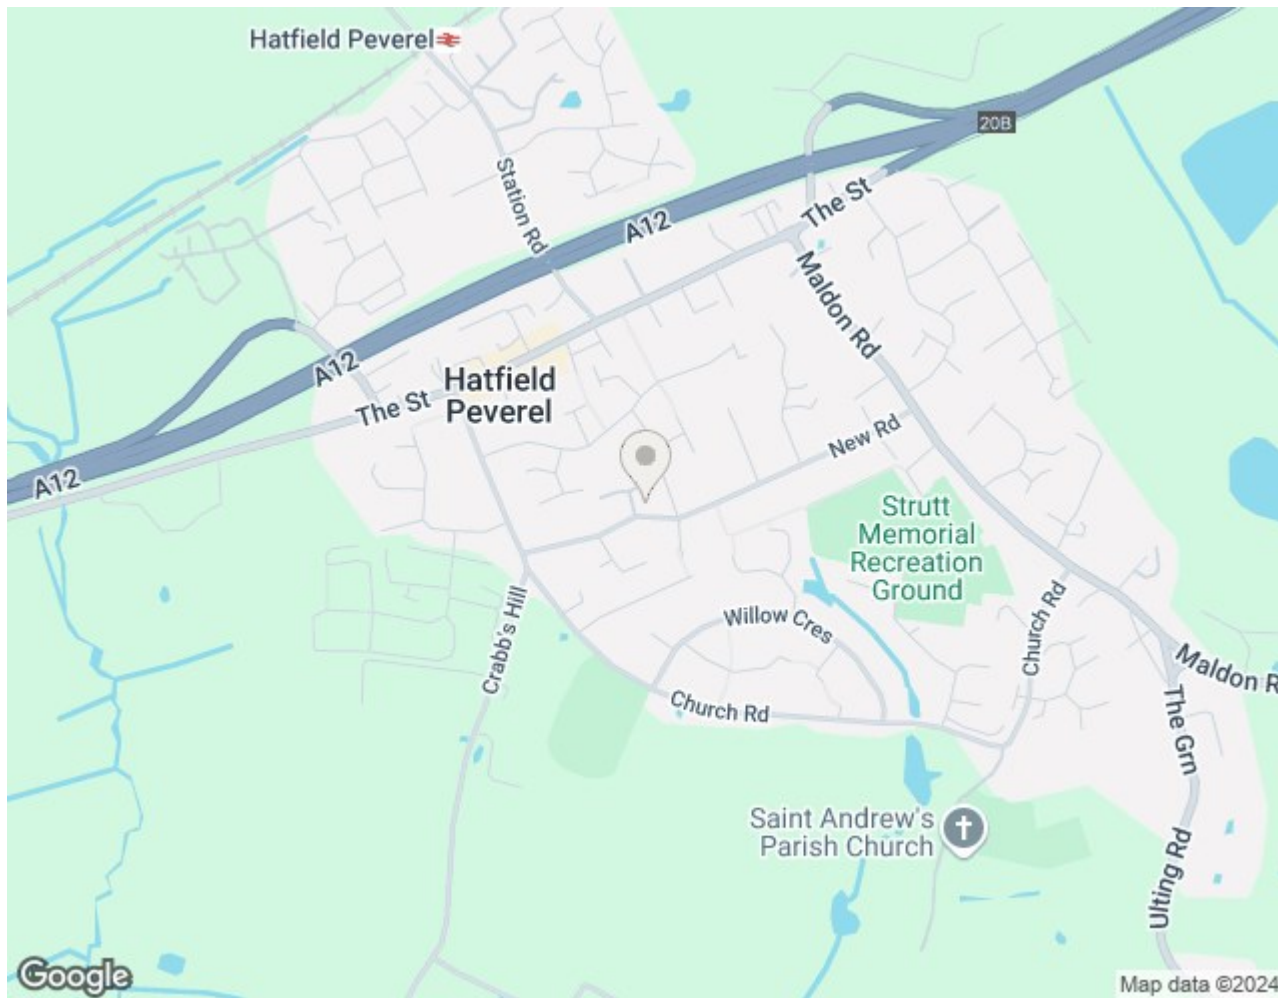 Hatfield Peverel
20B
Station Rd
The St
A12
Maldon Rd
A12
Hatfield
Peverel
The St
New Rd
A12
Strutt
Memorial
Recreation
Ground
Crabb's Hill
Willow Cres
Church Rd
Maldon R
Church Rd
The Grn
Saint Andrew's
Parish Church
Ulting Rd
Google
Map data ©2024